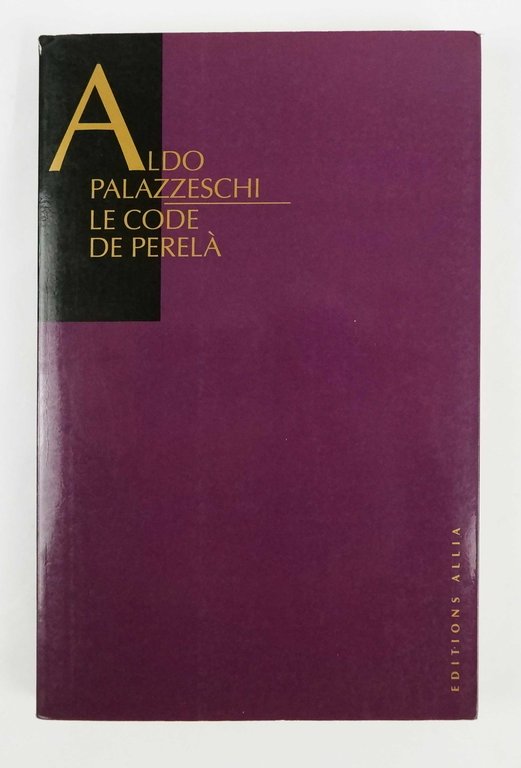 ALDO
PALAZZESCHI
LE CODE
DE PERELÀ
EDITIONS ALLIA